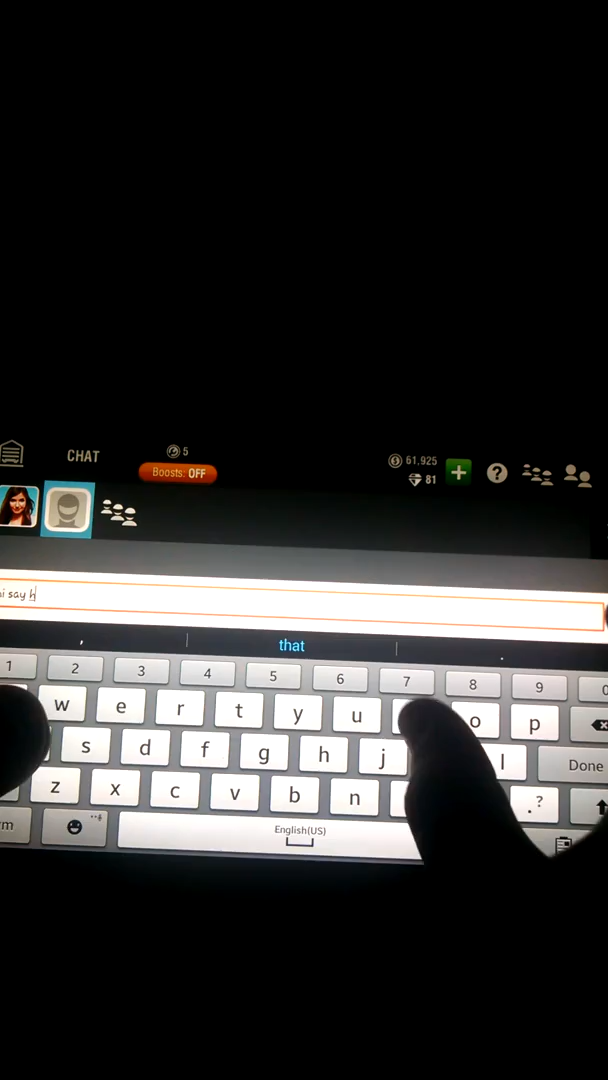 CHAT
5
Boosts: OFF
61,925
81
+
?
i say h
, that .
1 2 3 4 5 6 7 8 9 0
w e r t y u o p
s d f g h j l Done
z x c v b n .?
English(US)